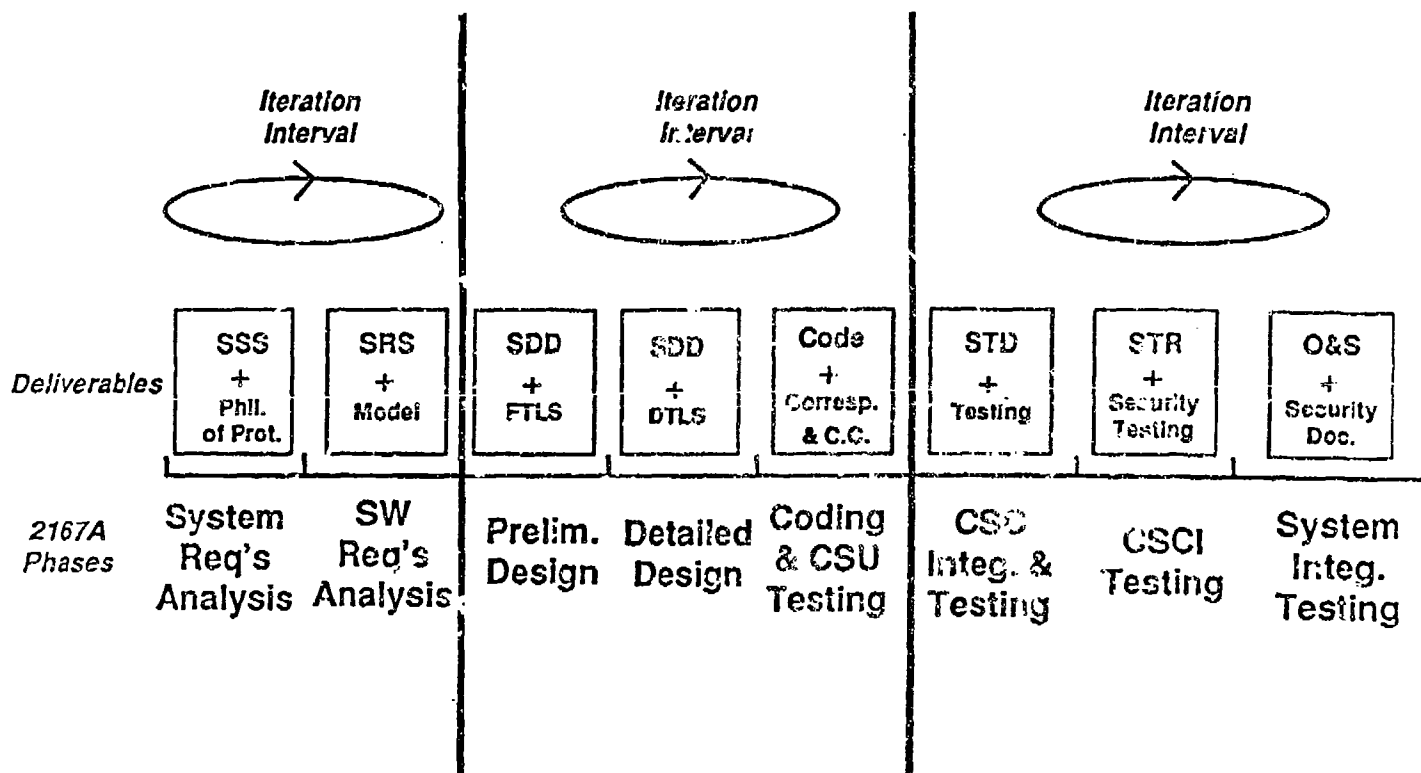 Iteration
Interval
Iteration
Interval
Iteration
Interval
Deliverables
SSS
+
Phil.
of Prot.
SRS
+
Model
SDD
+
FTLS
SDD
+
DTLS
Code
+
Corresp.
& C.C.
STD
+
Testing
STR
+
Security
Testing
O&S
+
Security
Doc.
2167A
Phases
System
Req's
Analysis
SW
Req's
Analysis
Prelim.
Design
Detailed
Design
Coding
& CSU
Testing
CSC
Integ. &
Testing
CSCI
Testing
System
Integ.
Testing